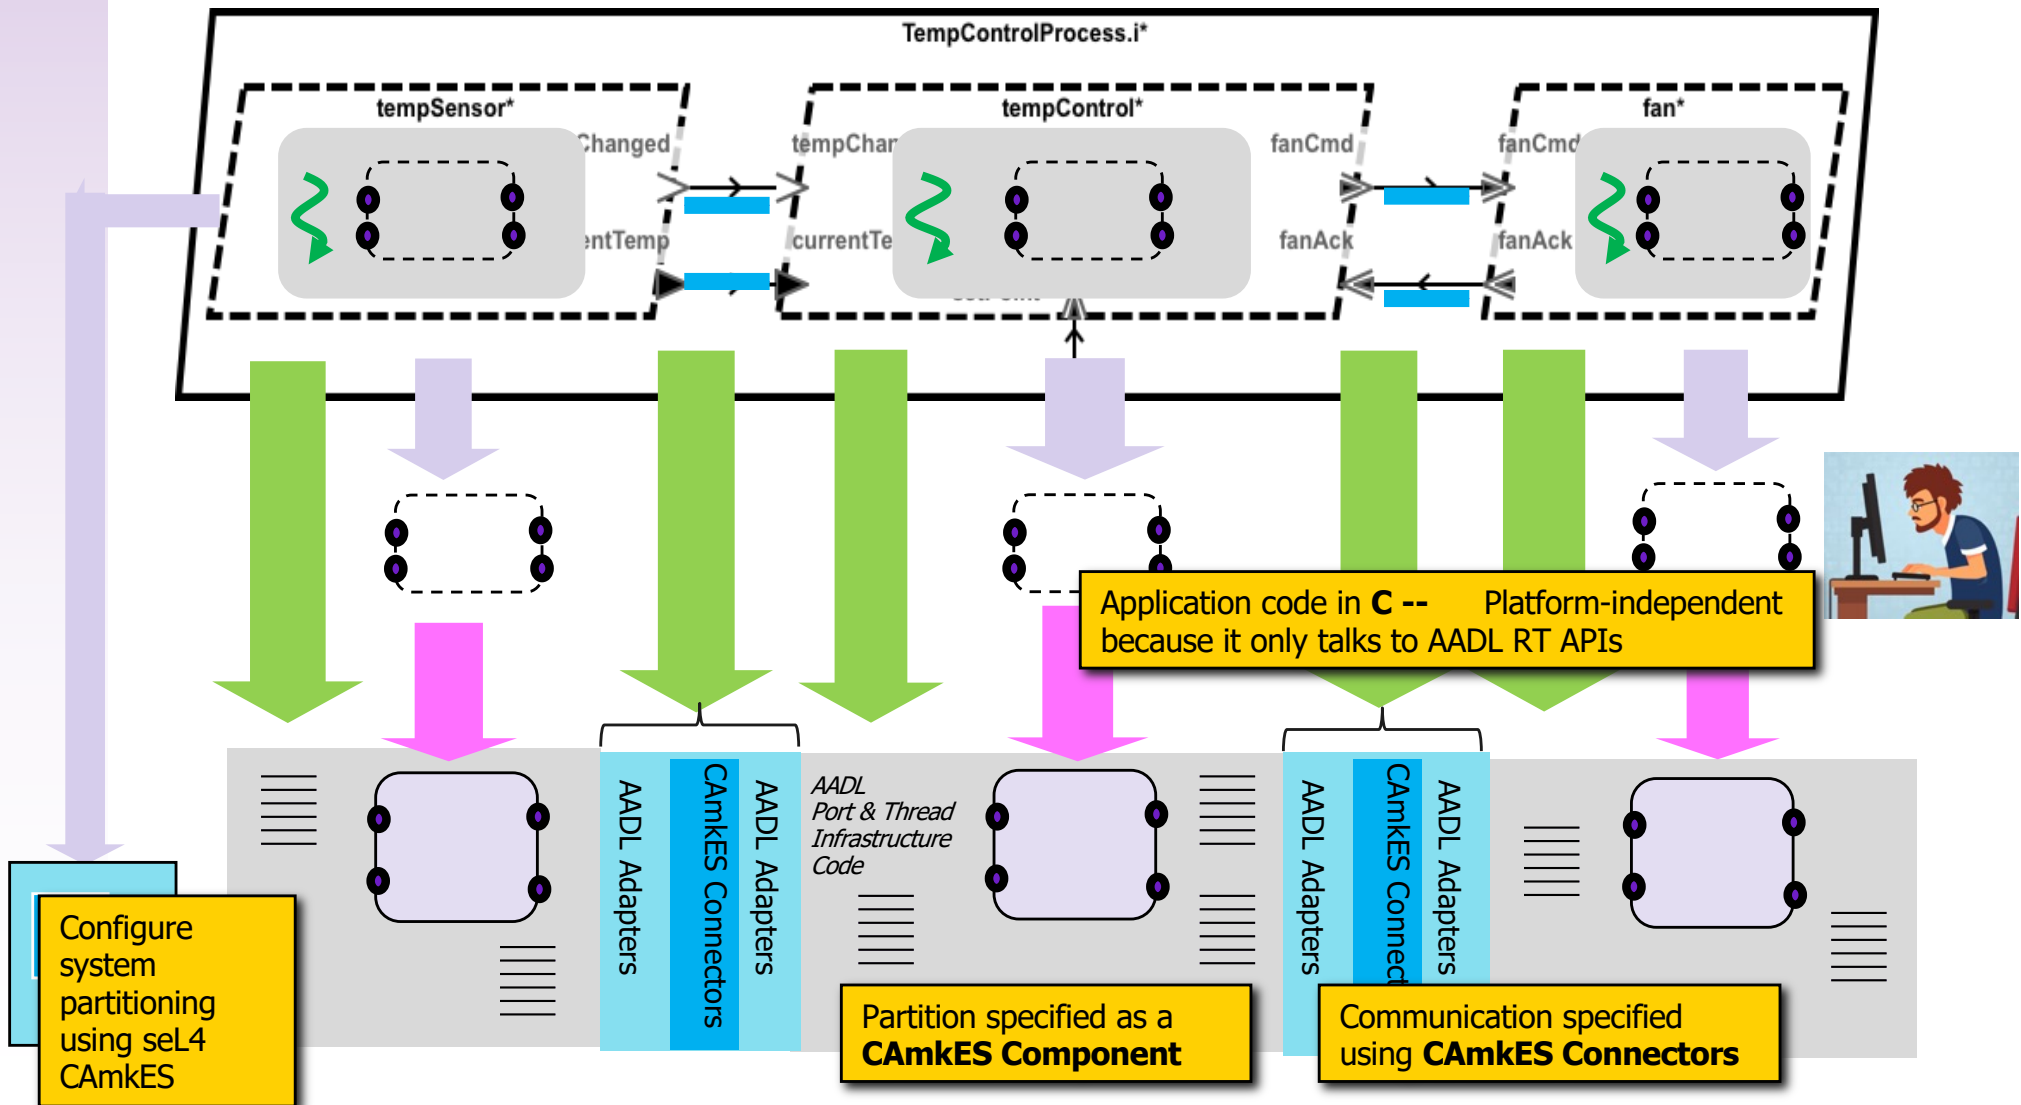 TempControlProcess.i*
tempSensor*
tempControl*
fan*
Changed
tempChan
fanCmd
fanCmd
entTemp
currentTe
fanAck
fanAck
Application code in C -- Platform-independent
because it only talks to AADL RT APIs
AADL Adapters
CAmkES Connectors
AADL Adapters
AADL
Port & Thread
Infrastructure
Code
AADL Adapters
CAmkES Connect
AADL Adapters
Configure
system
partitioning
using seL4
CAmkES
Partition specified as a
CAmkES Component
Communication specified
using CAmkES Connectors